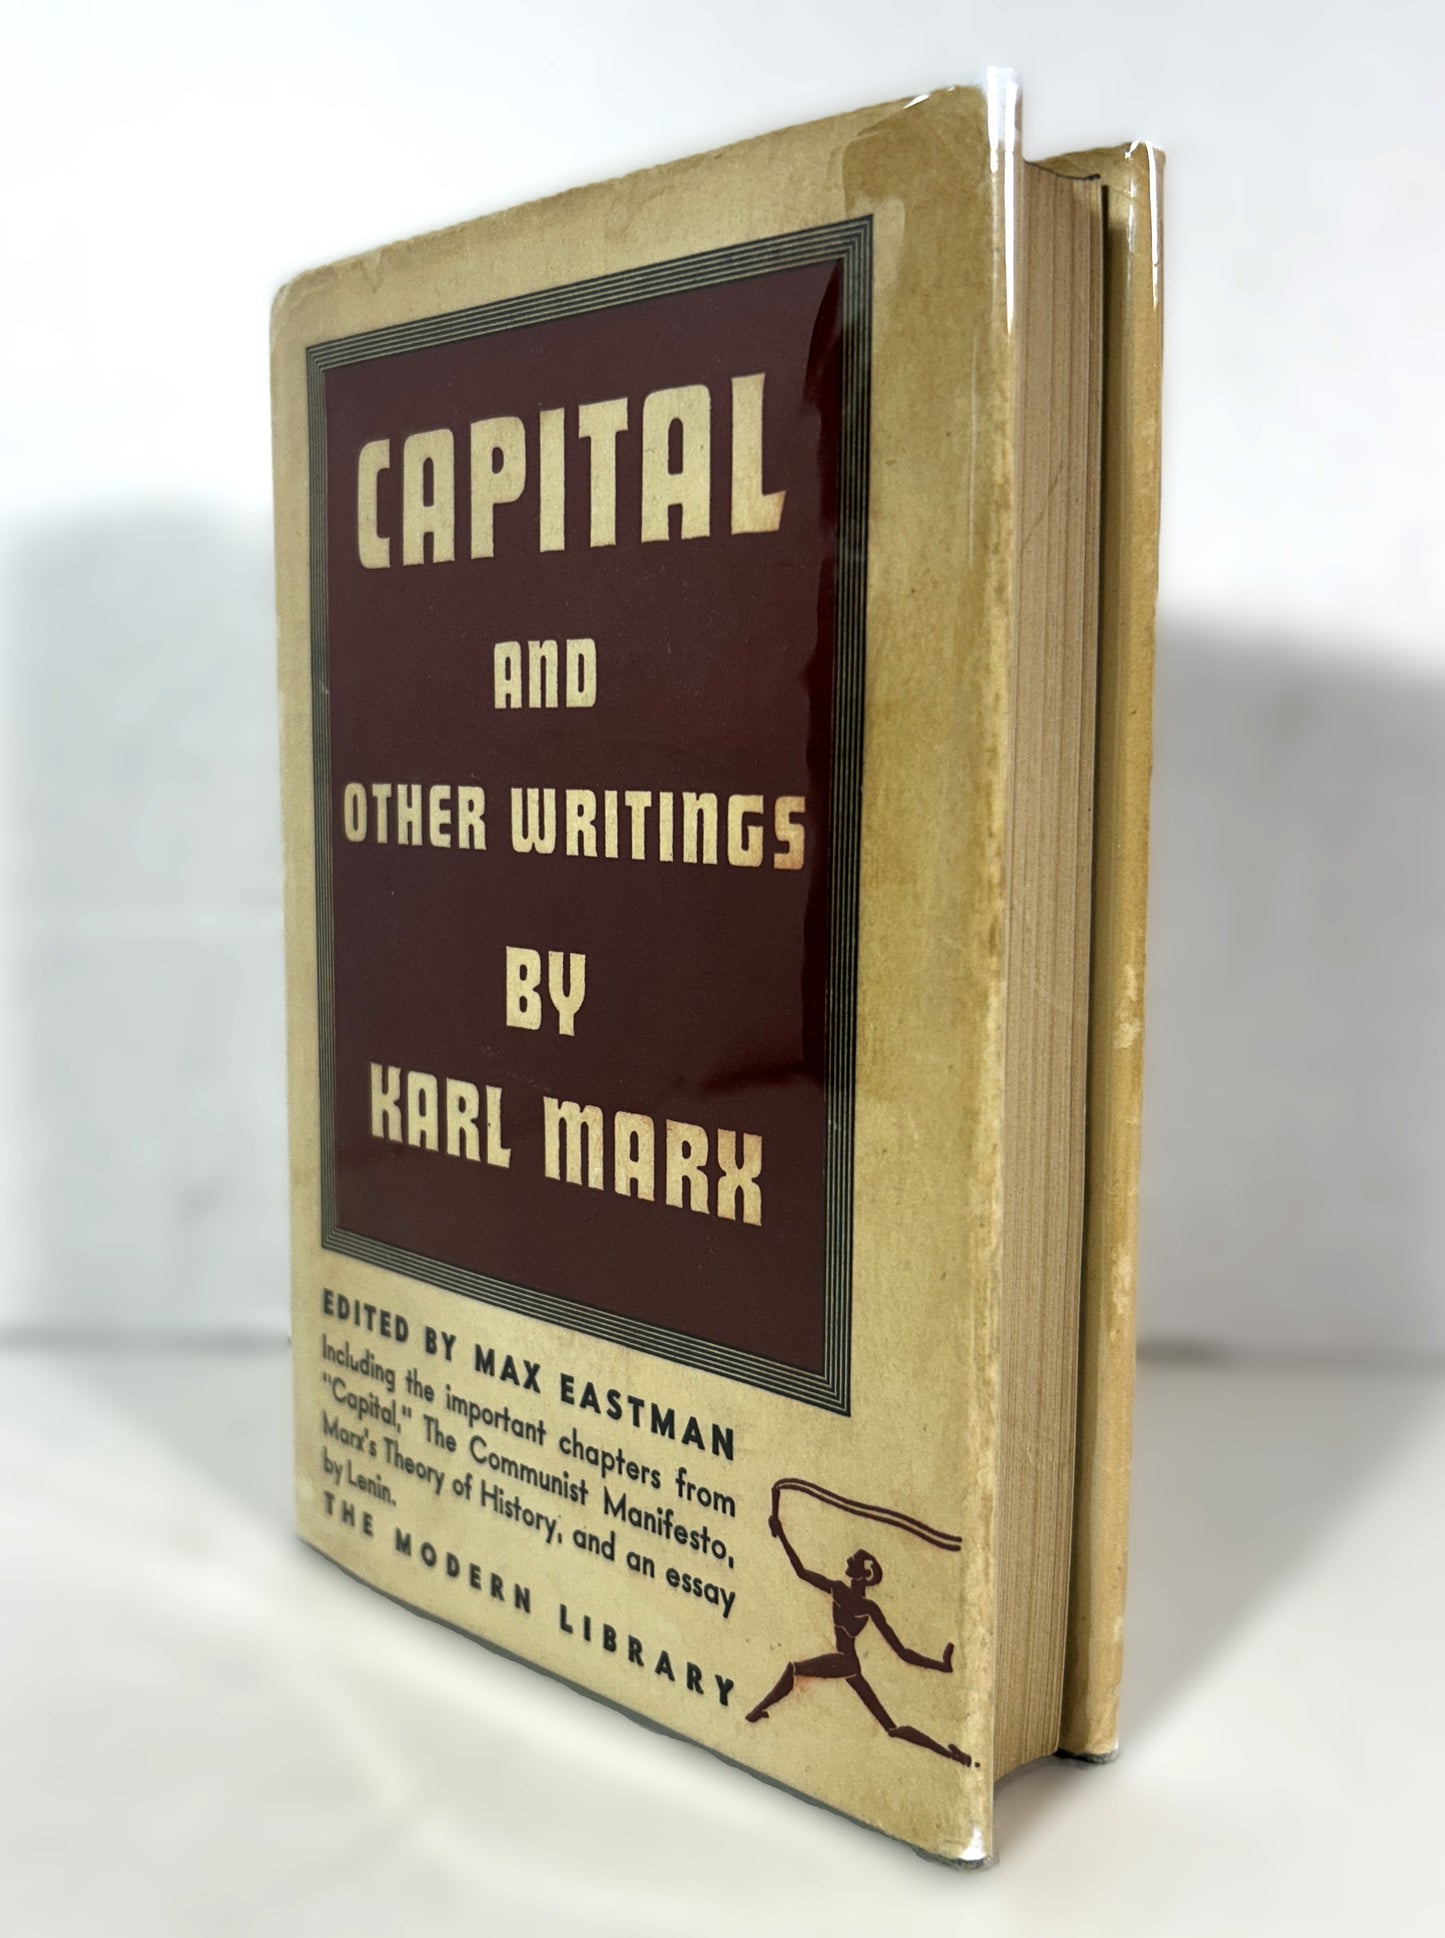 CAPITAL
AND
OTHER WRITINGS
BY
KARL MARX
EDITED BY MAX EASTMAN
Including the important chapters from
"Capital," The Communist Manifesto,
Marx's Theory of History, and an essay
by Lenin.
THE MODERN LIBRARY